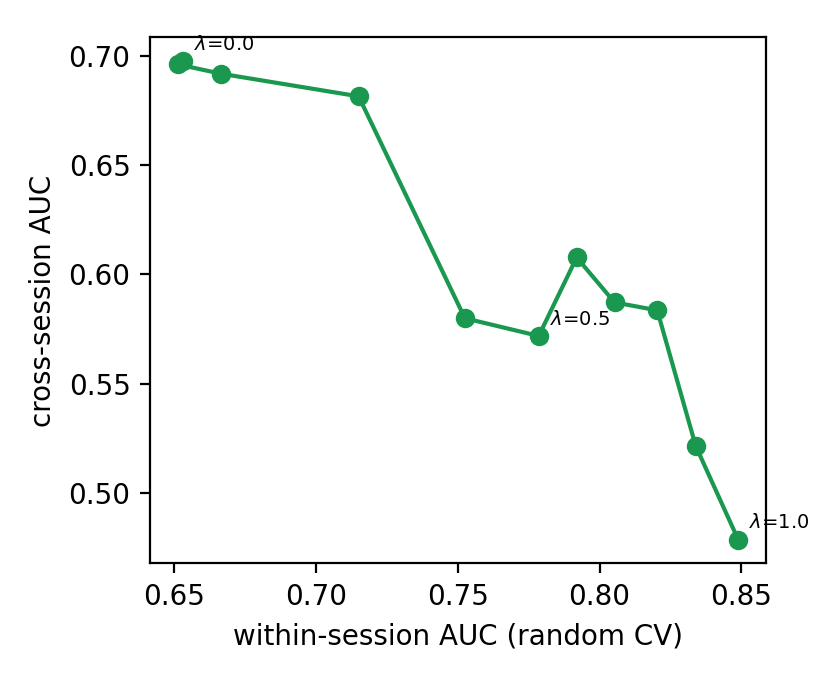 λ=0.0
0.70
0.65
0.60
0.55
0.50
cross-session AUC
λ=0.5
λ=1.0
0.65 0.70 0.75 0.80 0.85
within-session AUC (random CV)